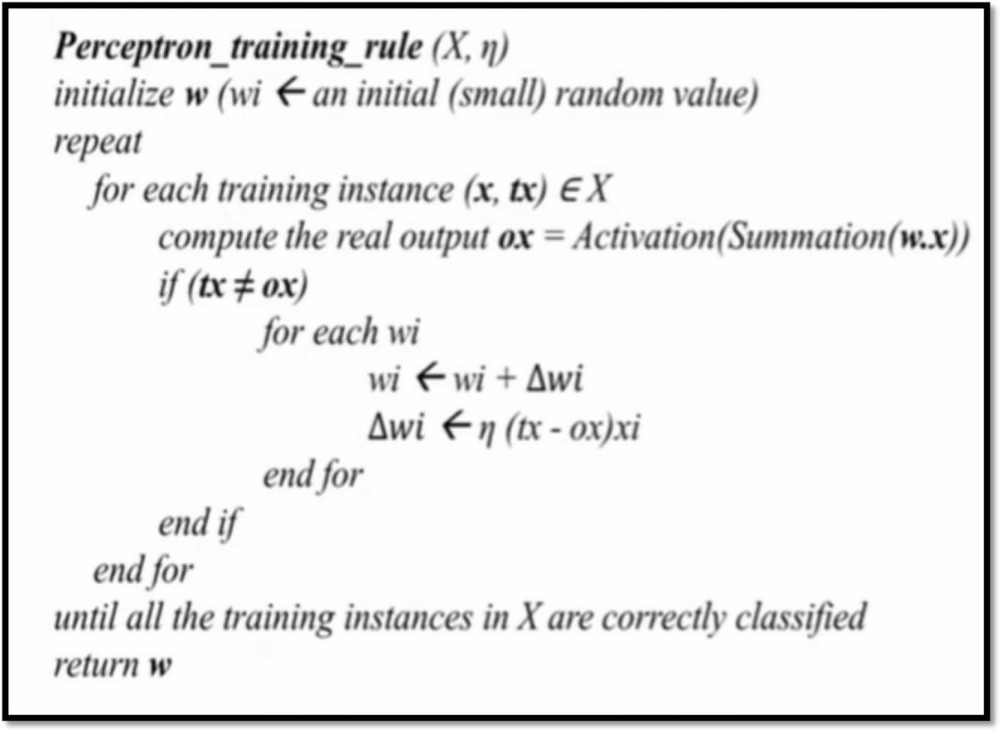 Perceptron_training_rule (X, η)
initialize w (wi ← an initial (small) random value)
repeat
for each training instance (x, tx) ∈ X
compute the real output ox = Activation(Summation(w.x))
if (tx ≠ ox)
for each wi
wi ← wi + Δwi
Δwi ← η (tx - ox)xi
end for
end if
end for
until all the training instances in X are correctly classified
return w